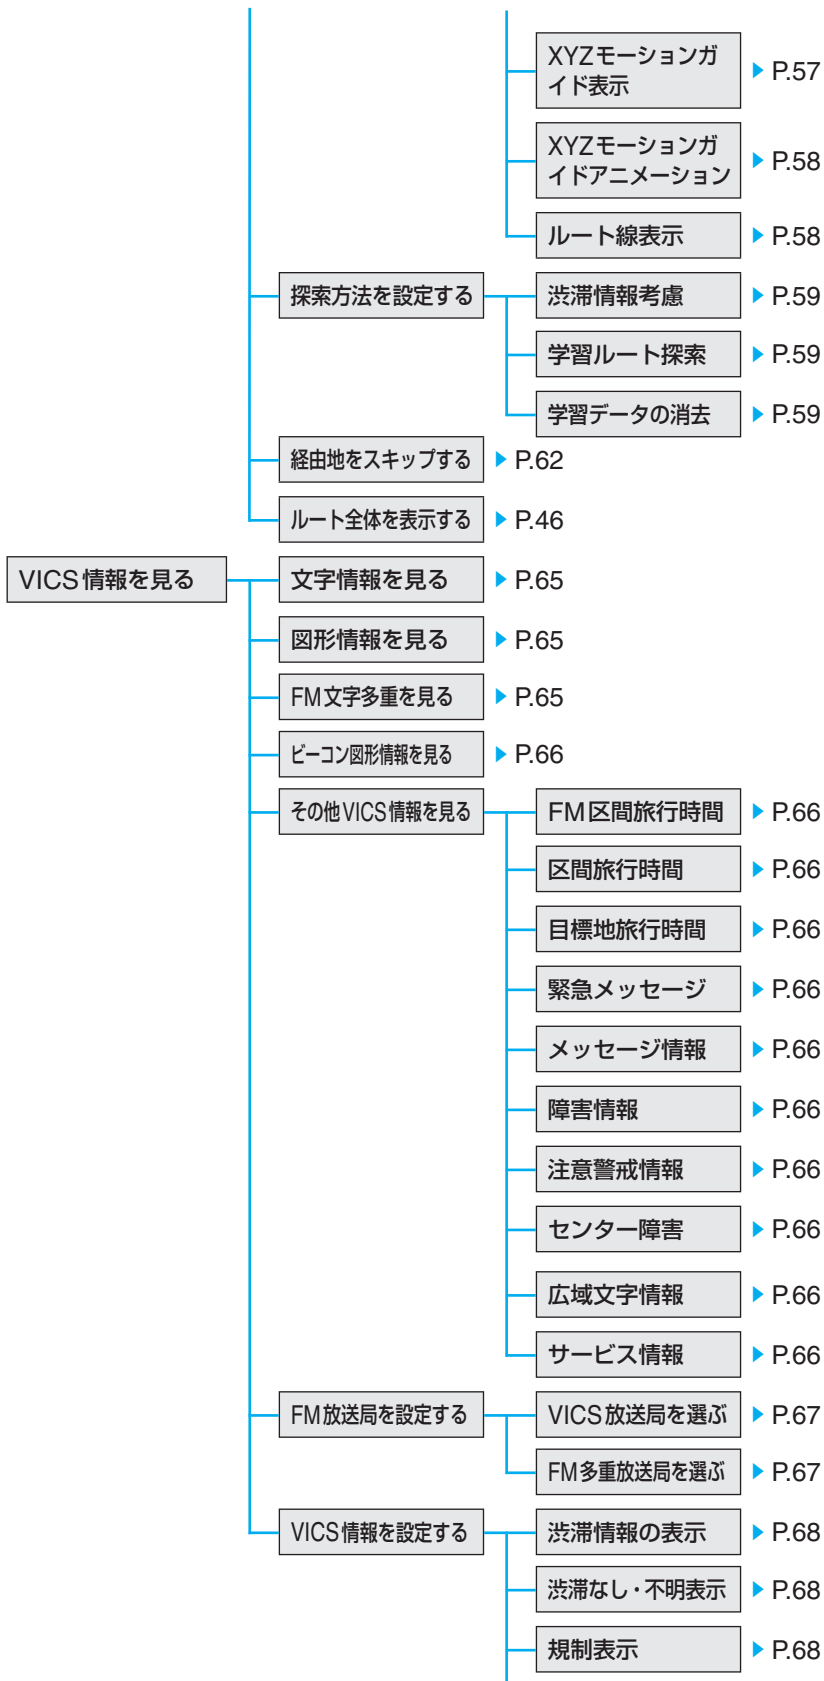 XYZモーションガ
イド表示
P.57
XYZモーションガ
イドアニメーション
P.58
ルート線表示
P.58
探索方法を設定する
渋滞情報考慮
P.59
学習ルート探索
P.59
学習データの消去
P.59
経由地をスキップする
P.62
ルート全体を表示する
P.46
VICS情報を見る
文字情報を見る
P.65
図形情報を見る
P.65
FM文字多重を見る
P.65
ビーコン図形情報を見る
P.66
その他VICS情報を見る
FM区間旅行時間
P.66
区間旅行時間
P.66
目標地旅行時間
P.66
緊急メッセージ
P.66
メッセージ情報
P.66
障害情報
P.66
注意警戒情報
P.66
センター障害
P.66
広域文字情報
P.66
サービス情報
P.66
FM放送局を設定する
VICS放送局を選ぶ
P.67
FM多重放送局を選ぶ
P.67
VICS情報を設定する
渋滞情報の表示
P.68
渋滞なし・不明表示
P.68
規制表示
P.68